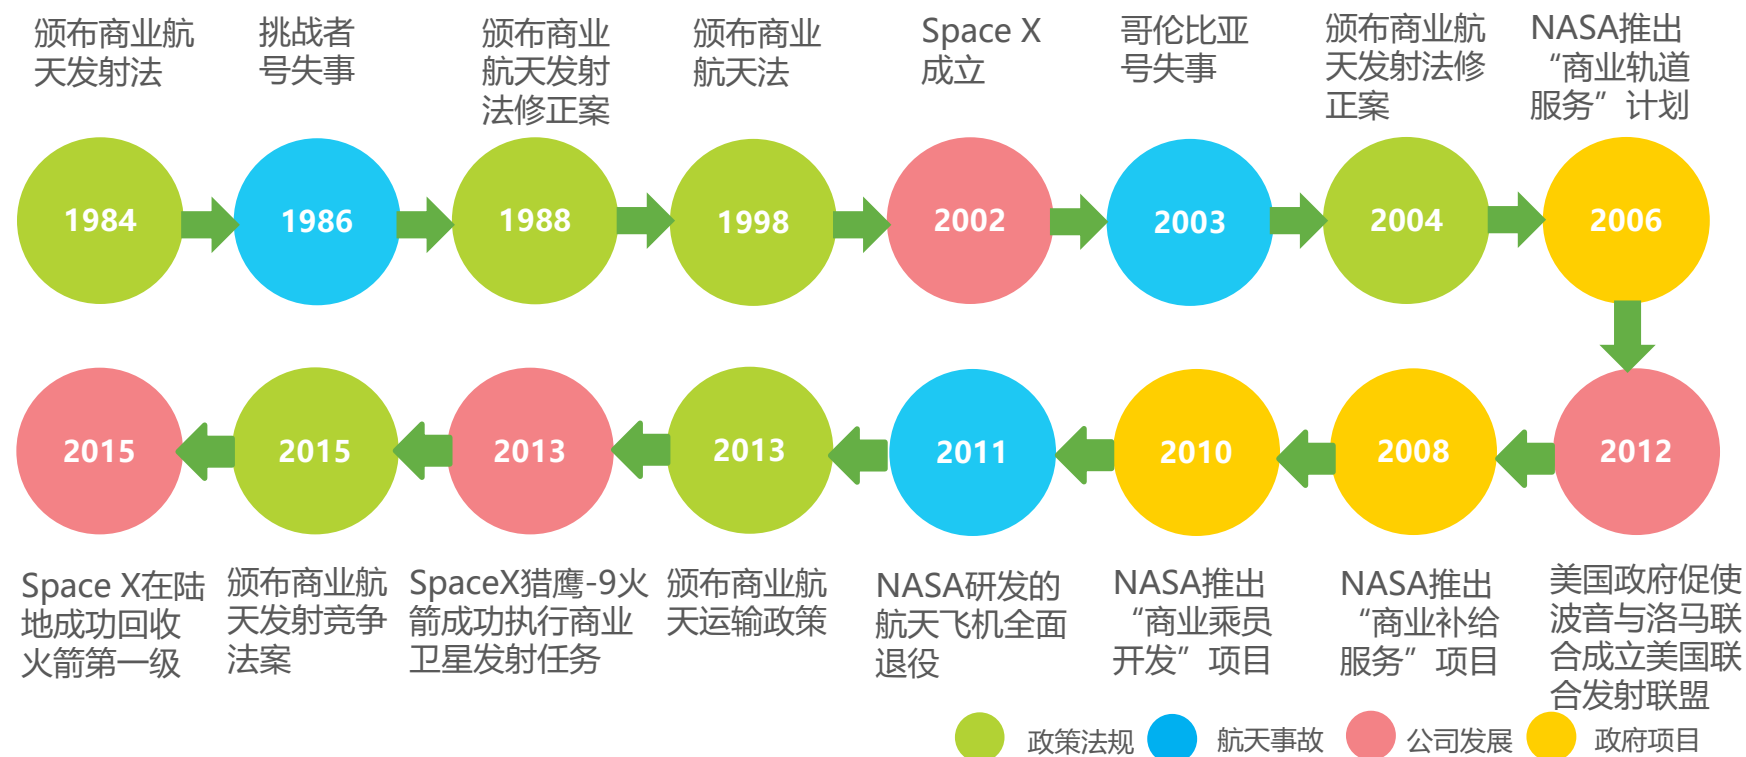 颁布商业航
天发射法
挑战者
号失事
颁布商业
航天发射
法修正案
颁布商业
航天法
Space X
成立
哥伦比亚
号失事
颁布商业航
天发射法修
正案
NASA推出
“商业轨道
服务”计划
1984
1986
1988
1998
2002
2003
2004
2006
2015
2015
2013
2013
2011
2010
2008
2012
Space X在陆
地成功回收
火箭第一级
颁布商业航
天发射竞争
法案
SpaceX猎鹰-9火
箭成功执行商业
卫星发射任务
颁布商业航
天运输政策
NASA研发的
航天飞机全面
退役
NASA推出
“商业乘员
开发”项目
NASA推出
“商业补给
服务”项目
美国政府促使
波音与洛马联
合成立美国联
合发射联盟
政策法规
航天事故
公司发展
政府项目